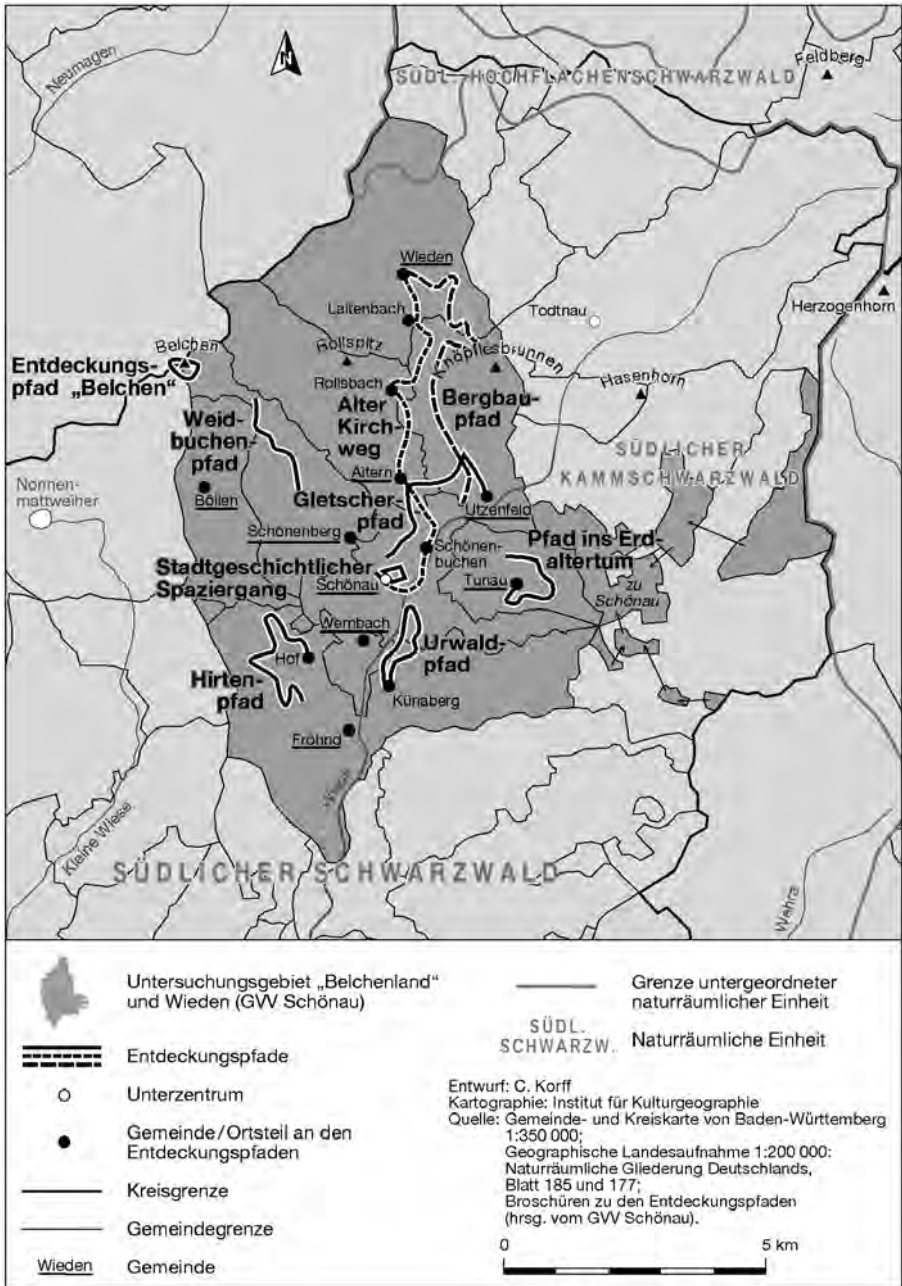 Neumagen
N
Feldberg
SÜDL. HOCHFLÄCHENSCHWARZWALD
Wieden
Herzogenhorn
Laitenbach
Todtnau
Belchen
Rollspitz
Knöpflesbrunnen
Entdeckungs-
pfad „Belchen“
Hasenhorn
Rollsbach
Alter
Kirch-
weg
Bergbau-
pfad
Weid-
buchen-
pfad
SÜDLICHER
KAMMSCHWARZWALD
Aitern
Nonnen-
mattweiher
Böllen
Gletscher-
pfad
Utzenfeld
Schönenberg
Schönen-
buchen
Pfad ins Erd-
altertum
Stadtgeschichtlicher
Spaziergang
Schönau
Tunau
zu
Schönau
Wembach
Urwald-
pfad
Hof
Hirten-
pfad
Künaberg
Fröhnd
Wiese
Kleine Wiese
SÜDLICHER SCHWARZWALD
Wehra
Untersuchungsgebiet „Belchenland“
und Wieden (GVV Schönau)
Entdeckungspfade
Unterzentrum
Gemeinde/Ortsteil an den
Entdeckungspfaden
Kreisgrenze
Gemeindegrenze
Wieden Gemeinde
Grenze untergeordneter
naturräumlicher Einheit
SÜDL.
SCHWARZW.
Naturräumliche Einheit
Entwurf: C. Korff
Kartographie: Institut für Kulturgeographie
Quelle: Gemeinde- und Kreiskarte von Baden-Württemberg
1:350 000;
Geographische Landesaufnahme 1:200 000:
Naturräumliche Gliederung Deutschlands,
Blatt 185 und 177;
Broschüren zu den Entdeckungspfaden
(hrsg. vom GVV Schönau).
0 5 km